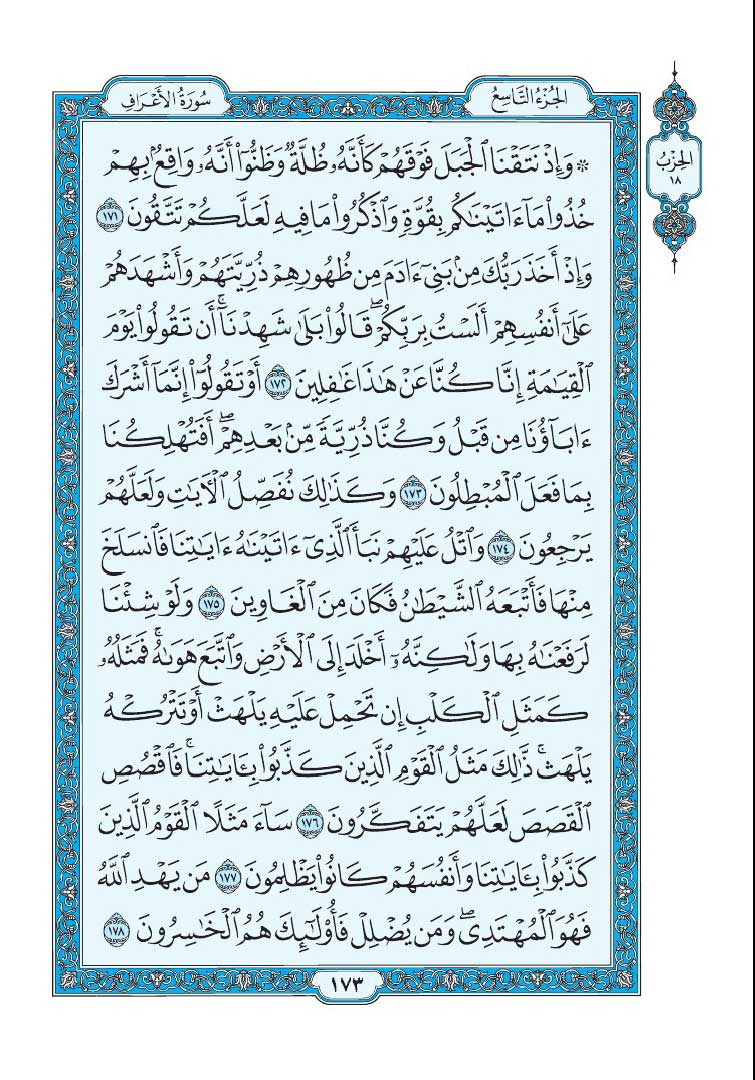 سُورَةُ الأَعْرَافِ
الجُزْءُ التَّاسِعُ
الحِزْبُ
١٨
۞ وَإِذْ نَتَقْنَا ٱلْجَبَلَ فَوْقَهُمْ كَأَنَّهُۥ ظُلَّةٌ وَظَنُّوٓا۟ أَنَّهُۥ وَاقِعٌۢ بِهِمْ
خُذُوا۟ مَآ ءَاتَيْنَٰكُم بِقُوَّةٍ وَٱذْكُرُوا۟ مَا فِيهِ لَعَلَّكُمْ تَتَّقُونَ ١٧١
وَإِذْ أَخَذَ رَبُّكَ مِنۢ بَنِىٓ ءَادَمَ مِن ظُهُورِهِمْ ذُرِّيَّتَهُمْ وَأَشْهَدَهُمْ
عَلَىٰٓ أَنفُسِهِمْ أَلَسْتُ بِرَبِّكُمْ ۖ قَالُوا۟ بَلَىٰ شَهِدْنَآ ۚ أَن تَقُولُوا۟ يَوْمَ
ٱلْقِيَٰمَةِ إِنَّا كُنَّا عَنْ هَٰذَا غَٰفِلِينَ ١٧٢ أَوْ تَقُولُوٓا۟ إِنَّمَآ أَشْرَكَ
ءَابَآؤُنَا مِن قَبْلُ وَكُنَّا ذُرِّيَّةً مِّنۢ بَعْدِهِمْ ۖ أَفَتُهْلِكُنَا
بِمَا فَعَلَ ٱلْمُبْطِلُونَ ١٧٣ وَكَذَٰلِكَ نُفَصِّلُ ٱلْءَايَٰتِ وَلَعَلَّهُمْ
يَرْجِعُونَ ١٧٤ وَٱتْلُ عَلَيْهِمْ نَبَأَ ٱلَّذِىٓ ءَاتَيْنَٰهُ ءَايَٰتِنَا فَٱنسَلَخَ
مِنْهَا فَأَتْبَعَهُ ٱلشَّيْطَٰنُ فَكَانَ مِنَ ٱلْغَاوِينَ ١٧٥ وَلَوْ شِئْنَا
لَرَفَعْنَٰهُ بِهَا وَلَٰكِنَّهُۥٓ أَخْلَدَ إِلَى ٱلْأَرْضِ وَٱتَّبَعَ هَوَىٰهُ ۚ فَمَثَلُهُۥ
كَمَثَلِ ٱلْكَلْبِ إِن تَحْمِلْ عَلَيْهِ يَلْهَثْ أَوْ تَتْرُكْهُ
يَلْهَث ۚ ذَّٰلِكَ مَثَلُ ٱلْقَوْمِ ٱلَّذِينَ كَذَّبُوا۟ بِـَٔايَٰتِنَا ۚ فَٱقْصُصِ
ٱلْقَصَصَ لَعَلَّهُمْ يَتَفَكَّرُونَ ١٧٦ سَآءَ مَثَلًا ٱلْقَوْمُ ٱلَّذِينَ
كَذَّبُوا۟ بِـَٔايَٰتِنَا وَأَنفُسَهُمْ كَانُوا۟ يَظْلِمُونَ ١٧٧ مَن يَهْدِ ٱللَّهُ
فَهُوَ ٱلْمُهْتَدِى ۖ وَمَن يُضْلِلْ فَأُو۟لَٰٓئِكَ هُمُ ٱلْخَٰسِرُونَ ١٧٨
١٧٣